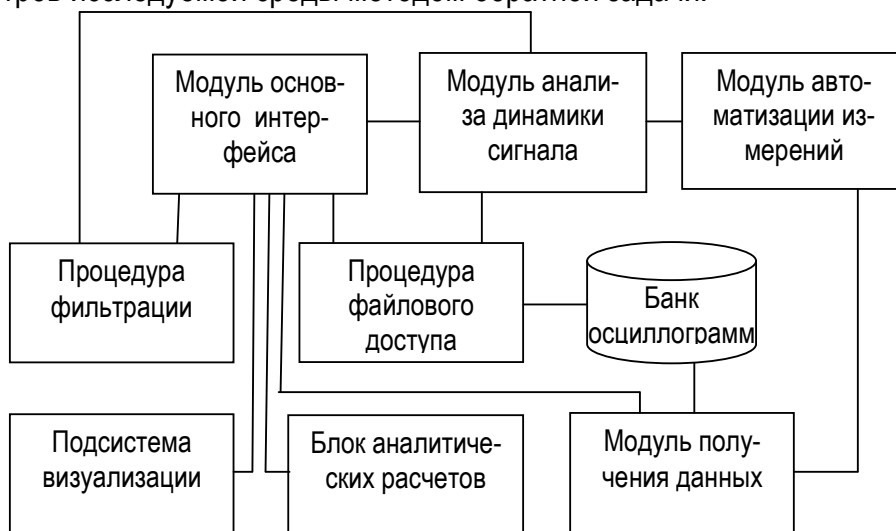 исследуемой среды методом обратной задачи.
Модуль основ-
ного интер-
фейса
Модуль анали-
за динамики
сигнала
Модуль авто-
матизации из-
мерений
Процедура
фильтрации
Процедура
файлового
доступа
Банк
осциллограмм
Подсистема
визуализации
Блок аналитиче-
ских расчетов
Модуль полу-
чения данных